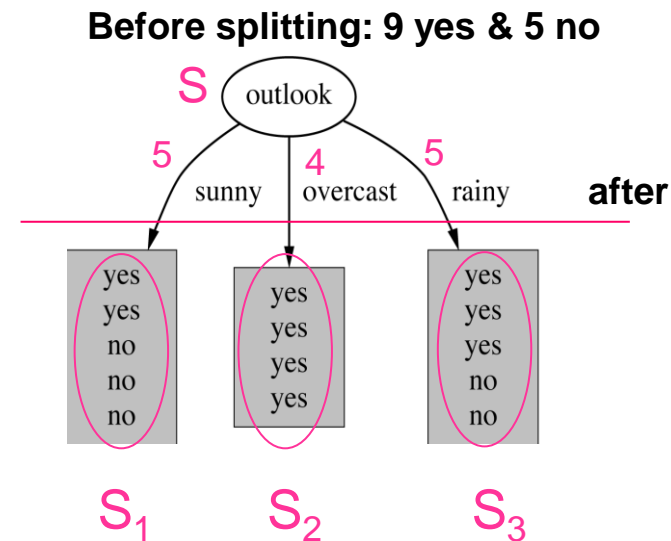 Before splitting: 9 yes & 5 no
S
outlook
5
4
5
sunny
overcast
rainy
after
yes
yes
no
no
no
yes
yes
yes
yes
yes
yes
yes
no
no
S1
S2
S3